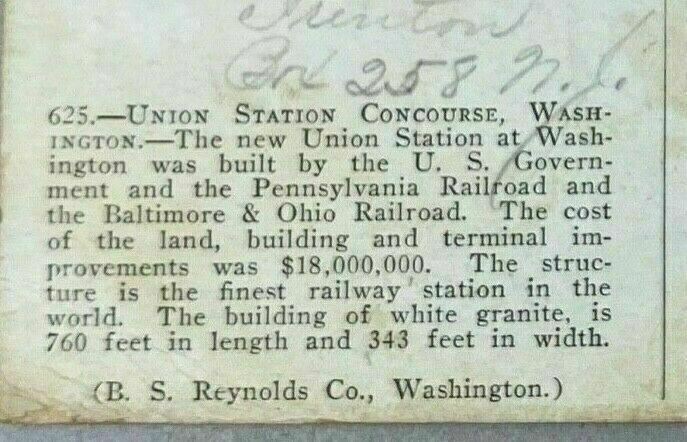 Trenton
Box 258 N. J.
625.—UNION STATION CONCOURSE, WASH-
INGTON.—The new Union Station at Wash-
ington was built by the U. S. Govern-
ment and the Pennsylvania Railroad and
the Baltimore & Ohio Railroad. The cost
of the land, building and terminal im-
provements was $18,000,000. The struc-
ture is the finest railway station in the
world. The building of white granite, is
760 feet in length and 343 feet in width.
(B. S. Reynolds Co., Washington.)